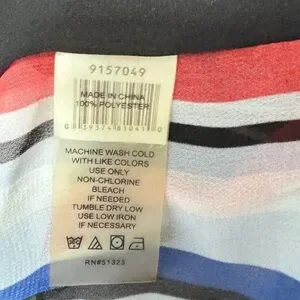 9157049
MADE IN CHINA
100% POLYESTER
MACHINE WASH COLD
WITH LIKE COLORS
USE ONLY
NON-CHLORINE
BLEACH
IF NEEDED
TUMBLE DRY LOW
USE LOW IRON
IF NECESSARY
RN#51323